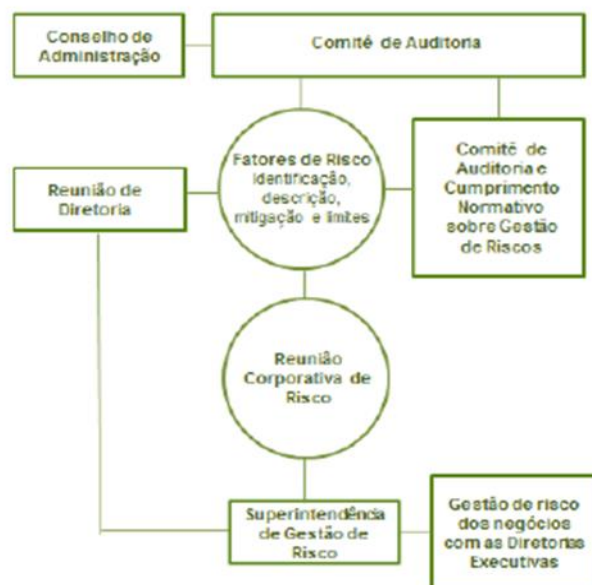 Conselho de
Administração
Comitê de Auditoria
Fatores de Risco
Identificação,
descrição,
mitigação e limites
Comitê de
Auditoria e
Cumprimento
Normativo
sobre Gestão
de Riscos
Reunião de
Diretoria
Reunião
Corporativa de
Risco
Superintendência
de Gestão de
Risco
Gestão de risco
dos negócios
com as Diretorias
Executivas